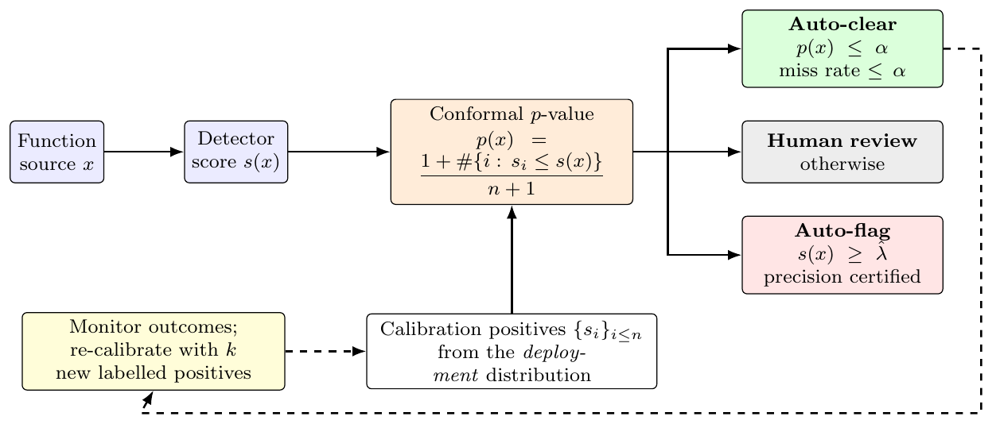 Function
source x
Detector
score s(x)
Conformal p-value
p(x) =
1 + #{i : s_i ≤ s(x)}
n + 1
Auto-clear
p(x) ≤ α
miss rate ≤ α
Human review
otherwise
Auto-flag
s(x) ≥ λ̂
precision certified
Monitor outcomes;
re-calibrate with k
new labelled positives
Calibration positives {s_i}_{i≤n}
from the deploy-
ment distribution